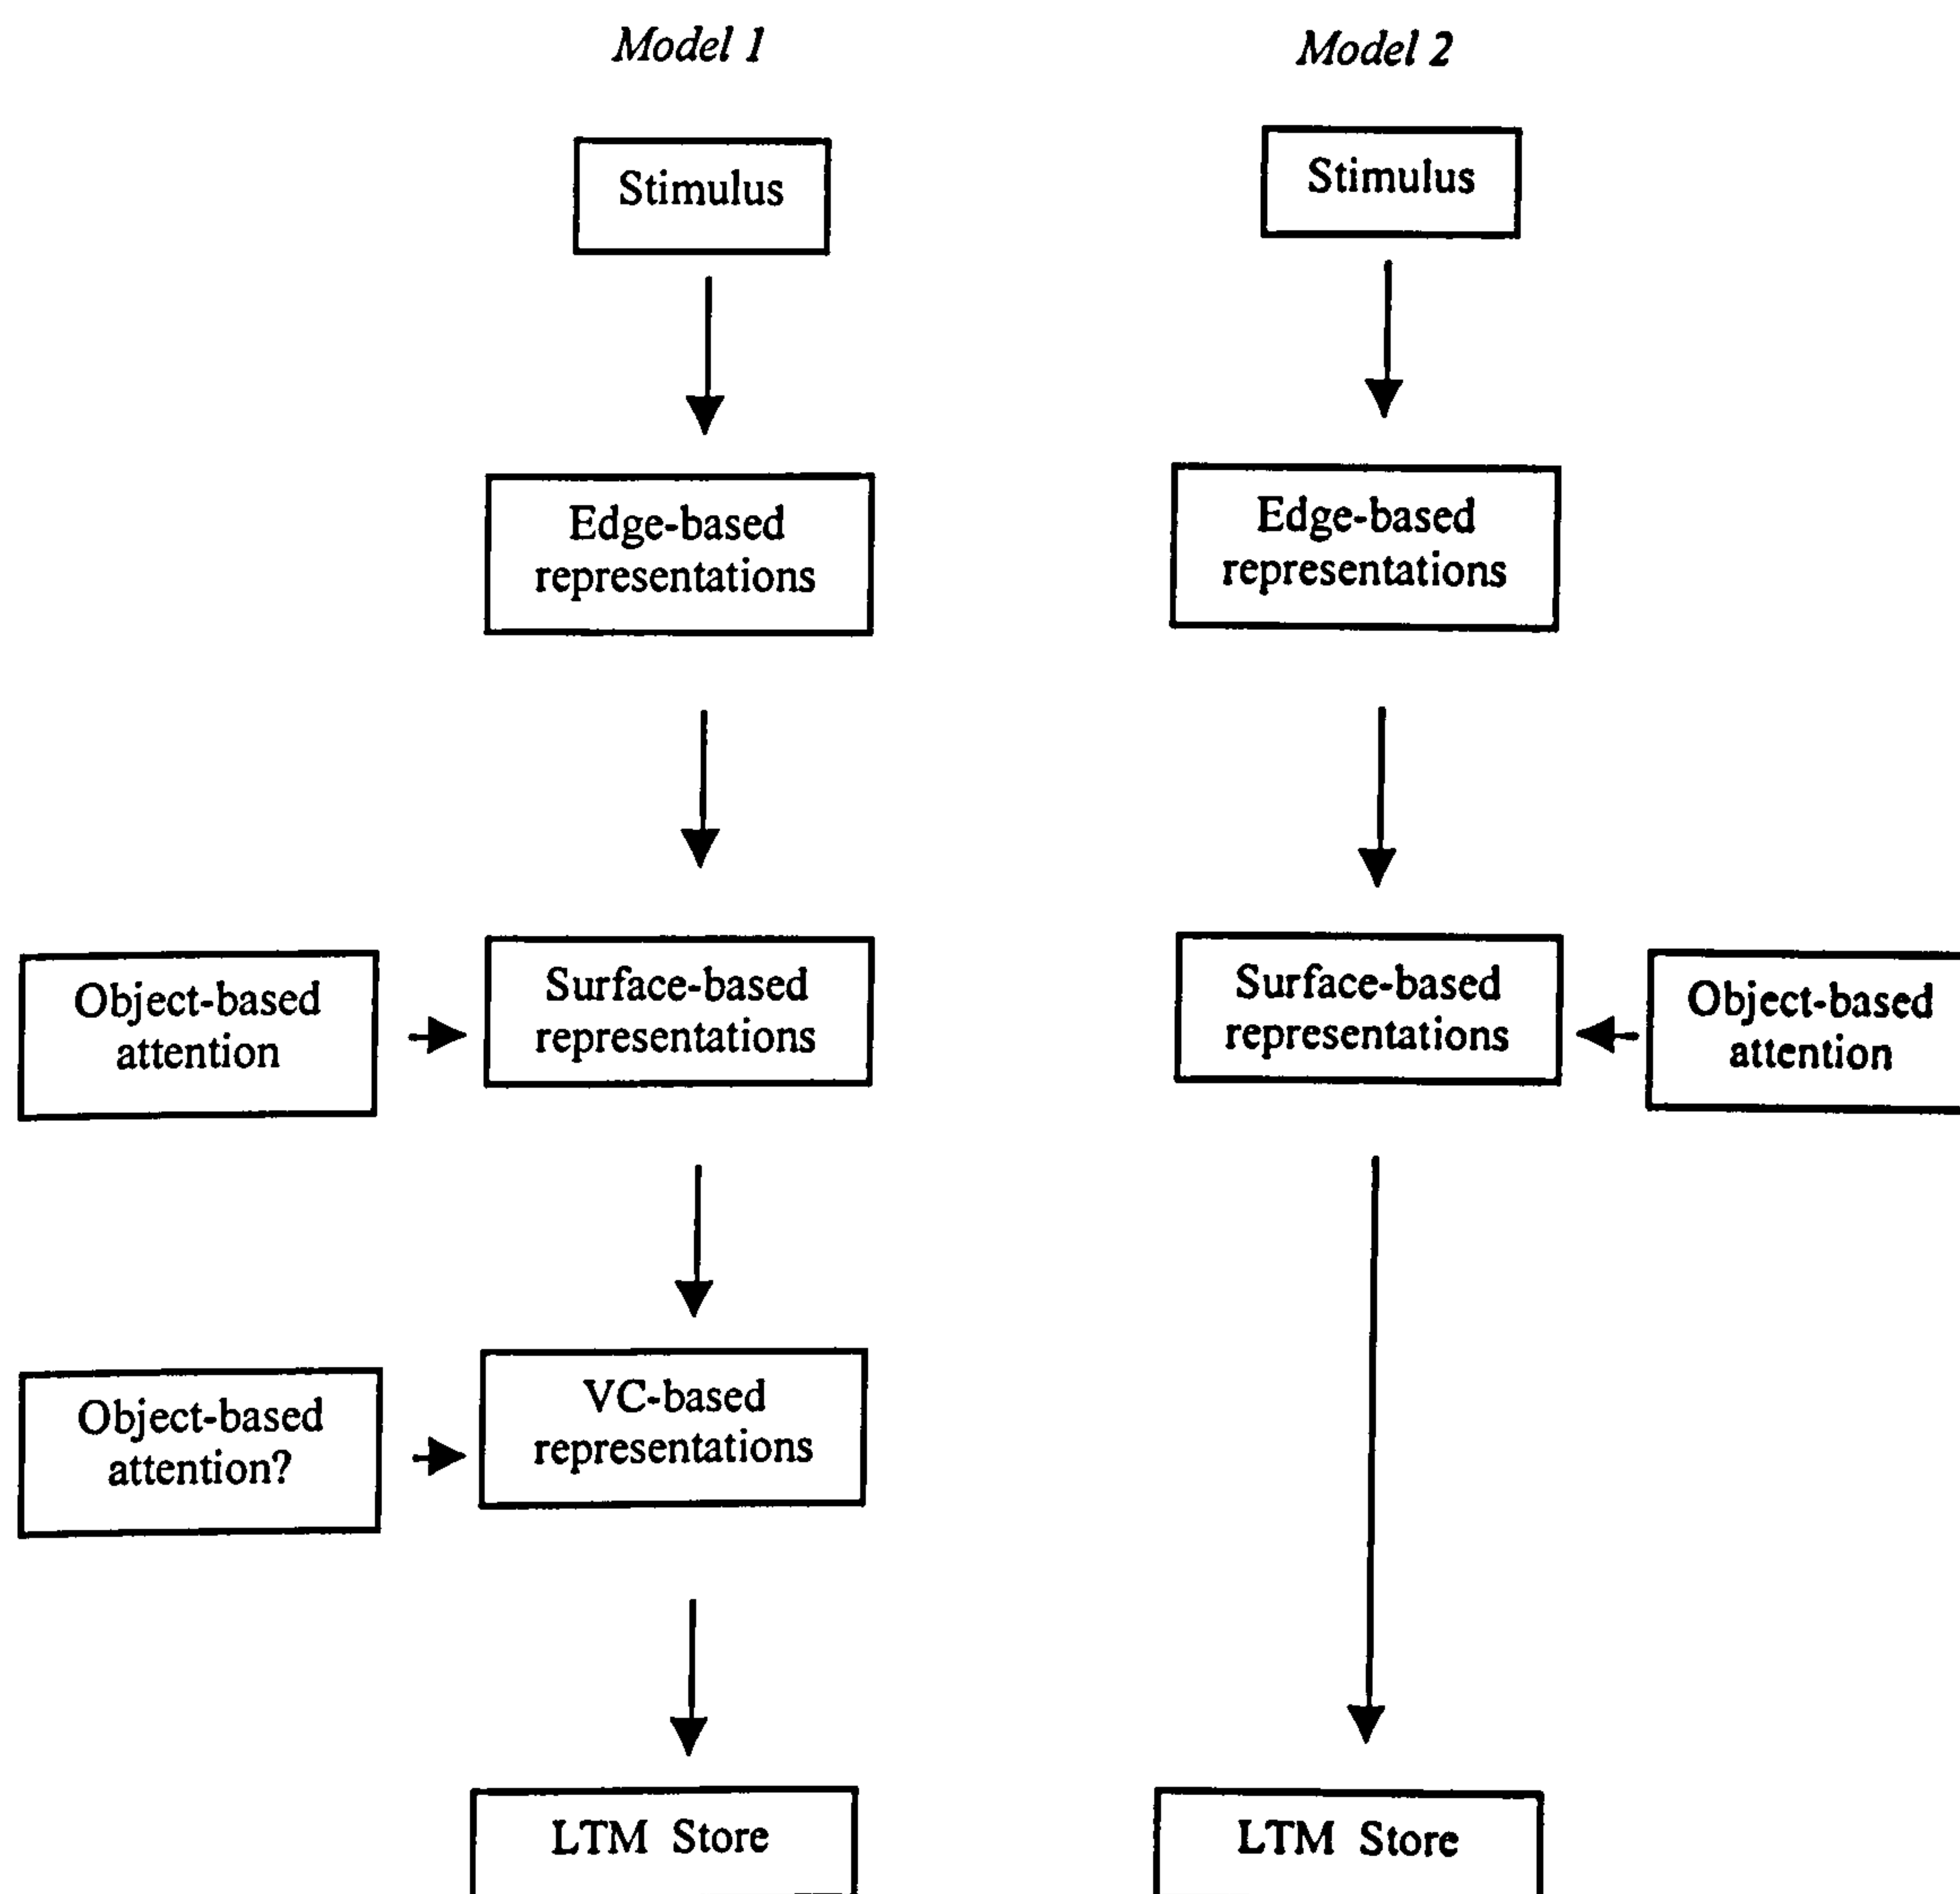 Model 1
Stimulus
Edge-based
representations
Object-based
attention
Surface-based
representations
Object-based
attention?
VC-based
representations
LTM Store
Model 2
Stimulus
Edge-based
representations
Surface-based
representations
Object-based
attention
LTM Store